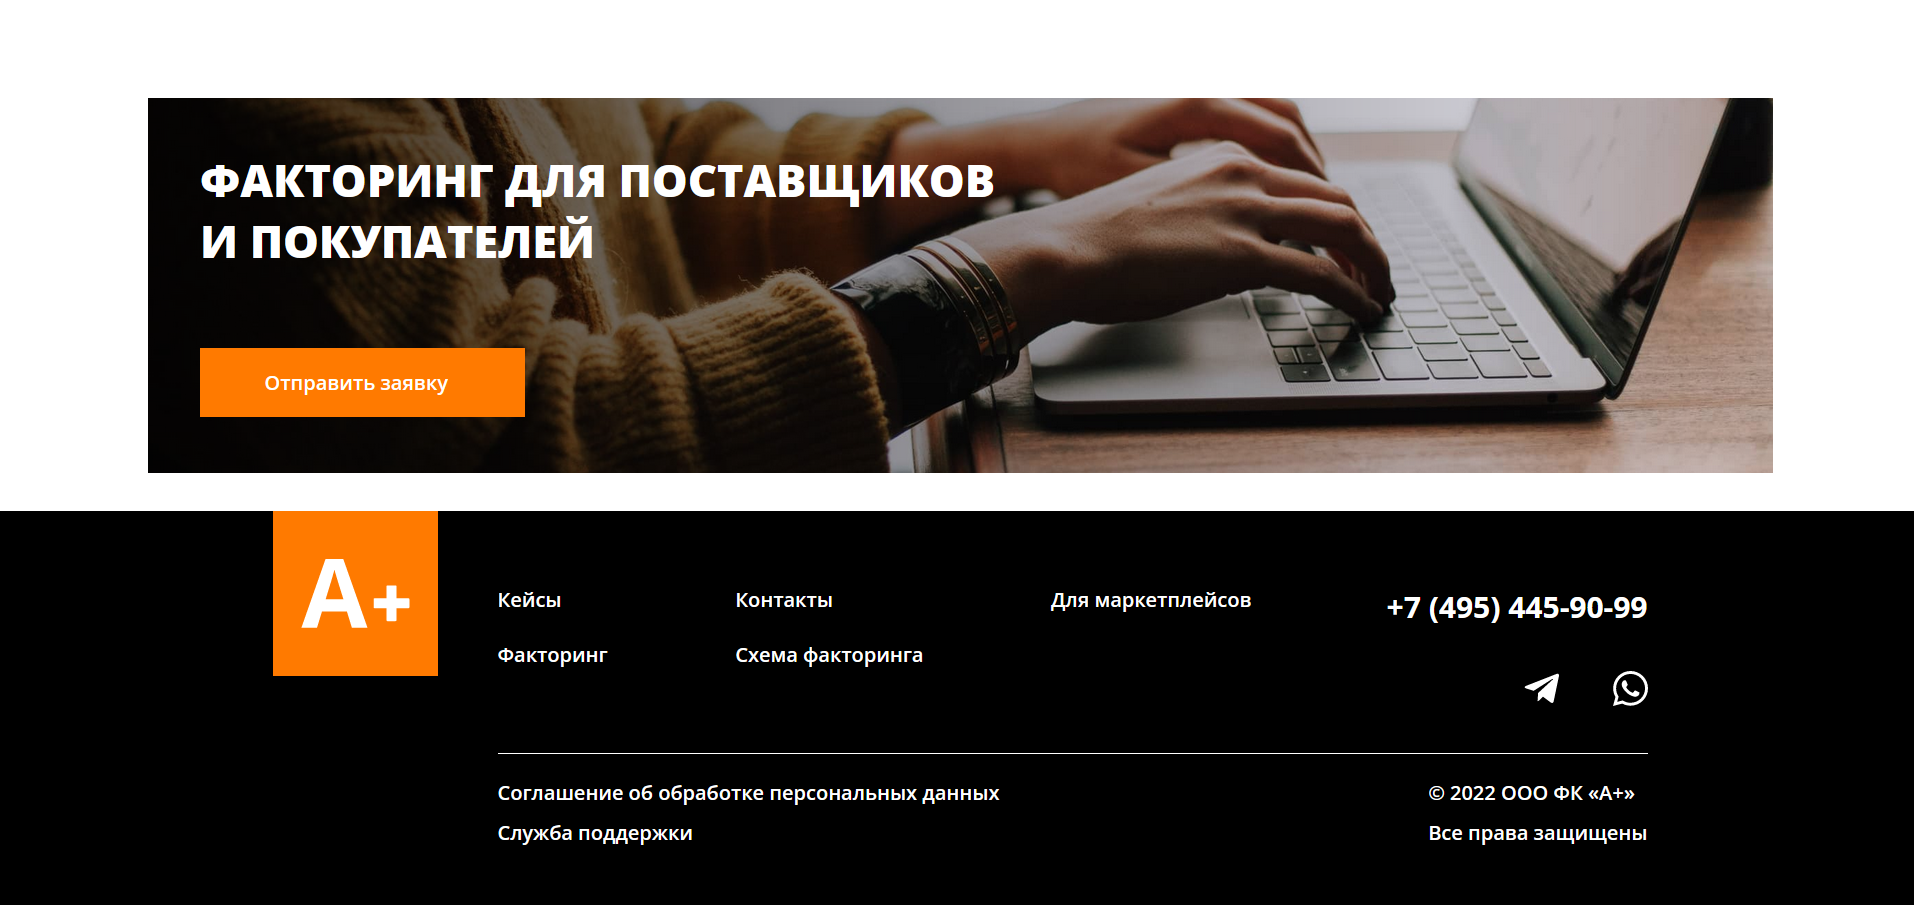 ФАКТОРИНГ ДЛЯ ПОСТАВЩИКОВ
И ПОКУПАТЕЛЕЙ
Отправить заявку
A+
Кейсы
Контакты
Для маркетплейсов
+7 (495) 445-90-99
Факторинг
Схема факторинга
Соглашение об обработке персональных данных
© 2022 ООО ФК «А+»
Служба поддержки
Все права защищены